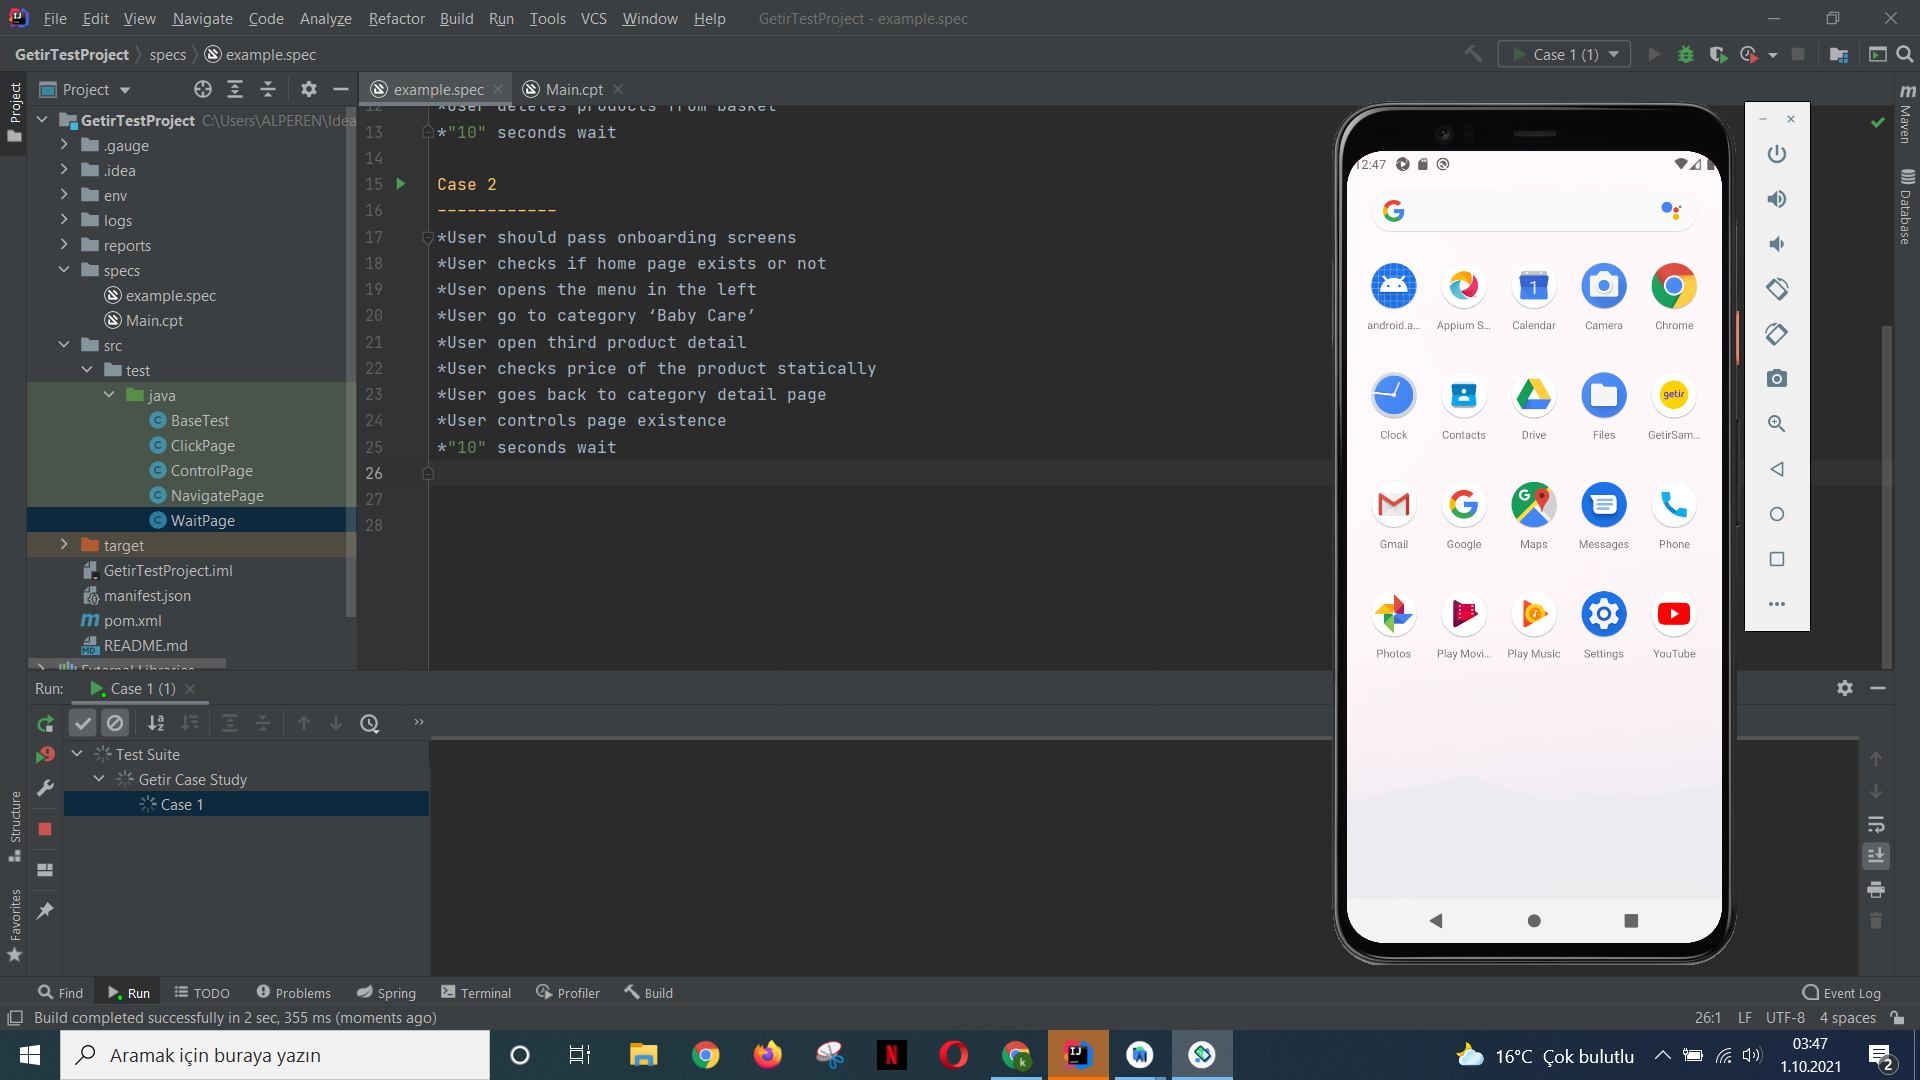 File Edit View Navigate Code Analyze Refactor Build Run Tools VCS Window Help GetirTestProject - example.spec
GetirTestProject specs example.spec
Case 1 (1)
Project
example.spec
Main.cpt
GetirTestProject C:\Users\ALPEREN\Idea
.gauge
.idea
env
logs
reports
specs
example.spec
Main.cpt
src
test
java
BaseTest
ClickPage
ControlPage
NavigatePage
WaitPage
target
GetirTestProject.iml
manifest.json
pom.xml
README.md
External Libraries
12 *User deletes products from basket
13 *"10" seconds wait
14
15 Case 2
16 ------------
17 *User should pass onboarding screens
18 *User checks if home page exists or not
19 *User opens the menu in the left
20 *User go to category ‘Baby Care’
21 *User open third product detail
22 *User checks price of the product statically
23 *User goes back to category detail page
24 *User controls page existence
25 *"10" seconds wait
26
27
28
12:47
android.a... Appium S... Calendar Camera Chrome
1
getir
Clock Contacts Drive Files GetirSam...
Gmail Google Maps Messages Phone
Photos Play Movi... Play Music Settings YouTube
Project
Structure
Favorites
Maven
Database
Run: Case 1 (1)
Test Suite
Getir Case Study
Case 1
Find Run TODO Problems Spring Terminal Profiler Build Event Log
Build completed successfully in 2 sec, 355 ms (moments ago) 26:1 LF UTF-8 4 spaces
Aramak için buraya yazın
16°C Çok bulutlu
03:47
1.10.2021
2